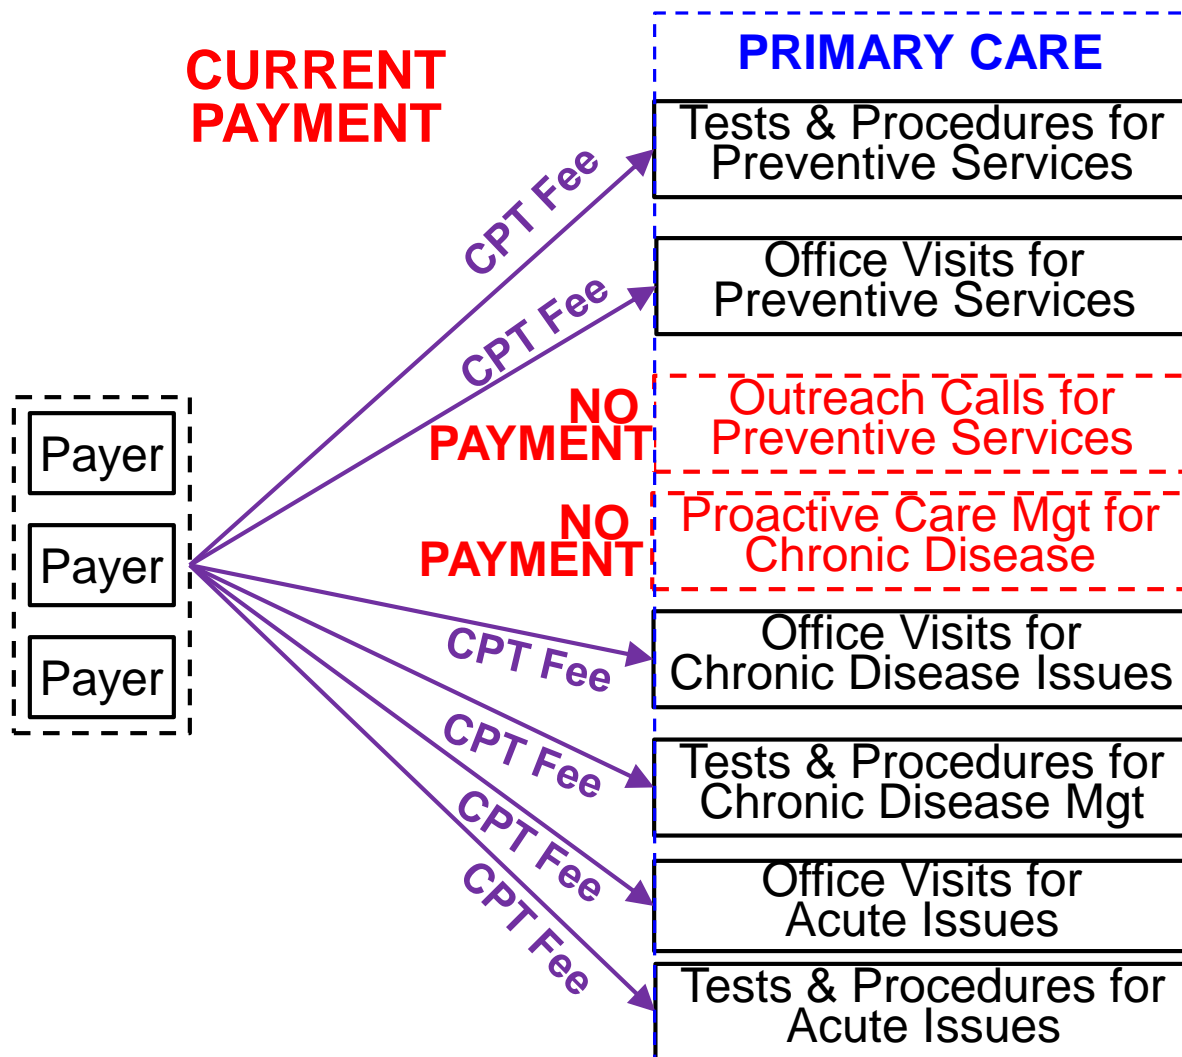 CURRENT
PAYMENT
PRIMARY CARE
Tests & Procedures for
Preventive Services
CPT Fee
Office Visits for
Preventive Services
CPT Fee
NO
PAYMENT
Outreach Calls for
Preventive Services
NO
PAYMENT
Proactive Care Mgt for
Chronic Disease
Payer
Payer
Payer
CPT Fee
Office Visits for
Chronic Disease Issues
CPT Fee
Tests & Procedures for
Chronic Disease Mgt
CPT Fee
Office Visits for
Acute Issues
CPT Fee
Tests & Procedures for
Acute Issues